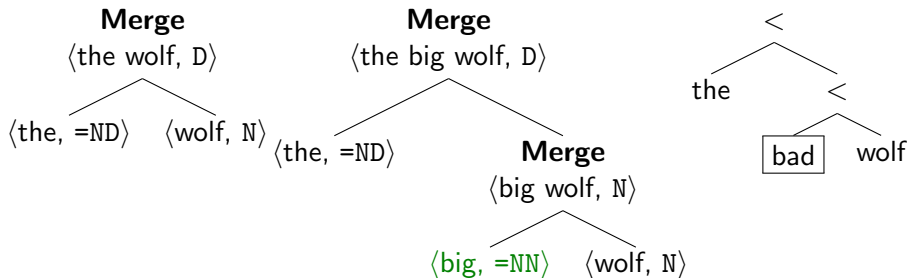 Merge
⟨the wolf, D⟩
⟨the, =ND⟩ ⟨wolf, N⟩
Merge
⟨the big wolf, D⟩
⟨the, =ND⟩
Merge
⟨big wolf, N⟩
⟨big, =NN⟩ ⟨wolf, N⟩
<
the <
bad wolf